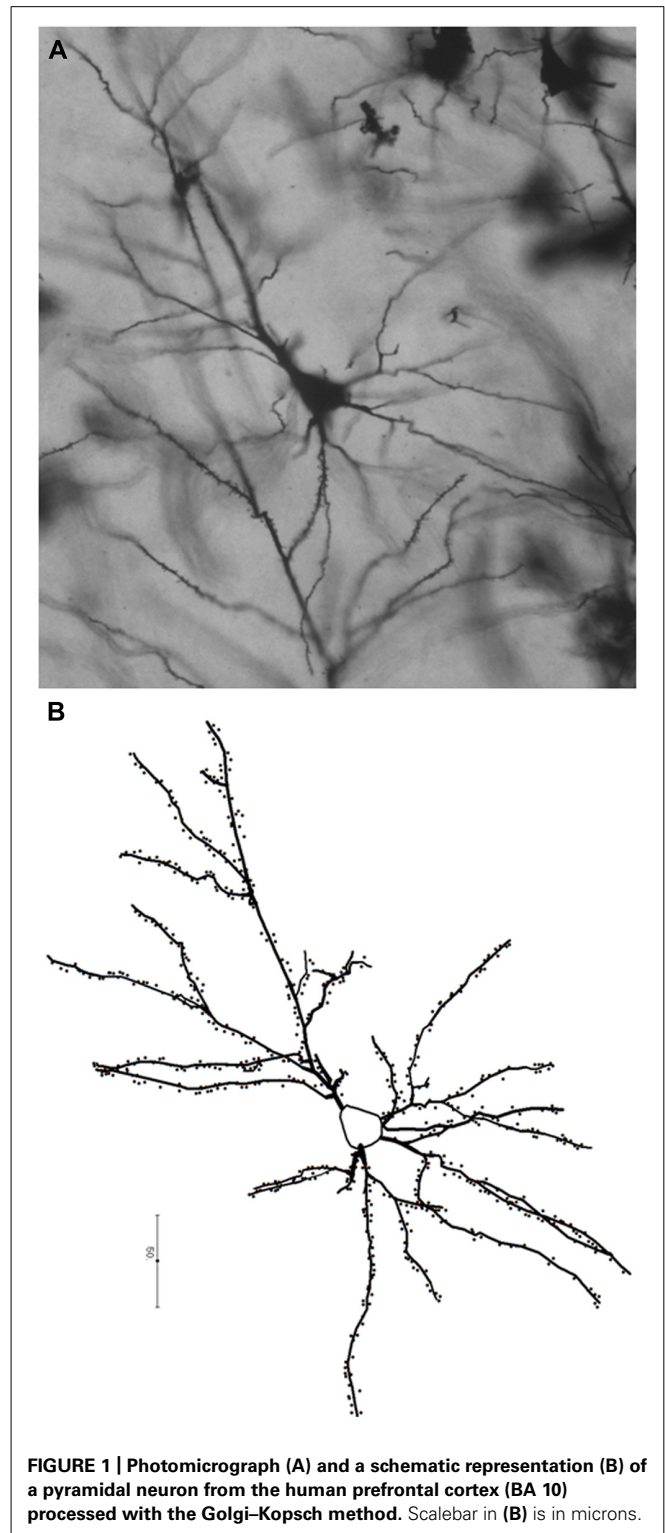 A
B
50.
FIGURE 1 | Photomicrograph (A) and a schematic representation (B) of
a pyramidal neuron from the human prefrontal cortex (BA 10)
processed with the Golgi–Kopsch method. Scalebar in (B) is in microns.